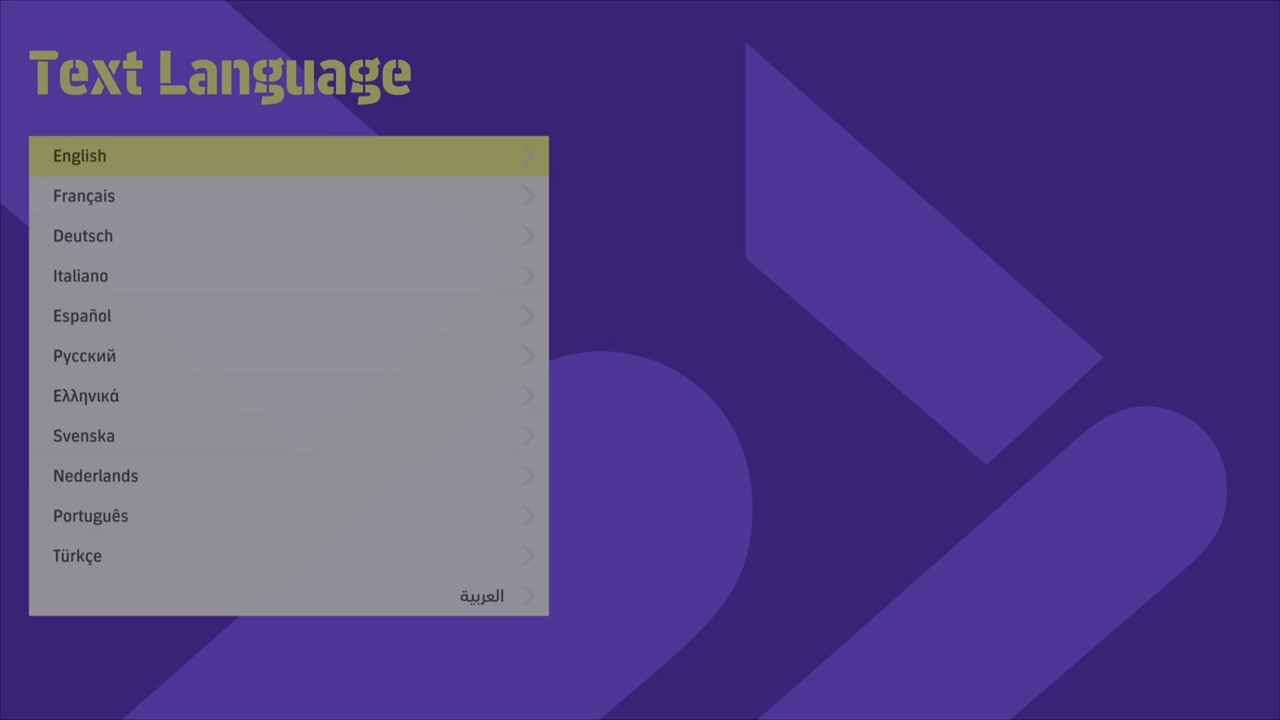 Text Language
English
Français
Deutsch
Italiano
Español
Русский
Ελληνικά
Svenska
Nederlands
Português
Türkçe
العربية